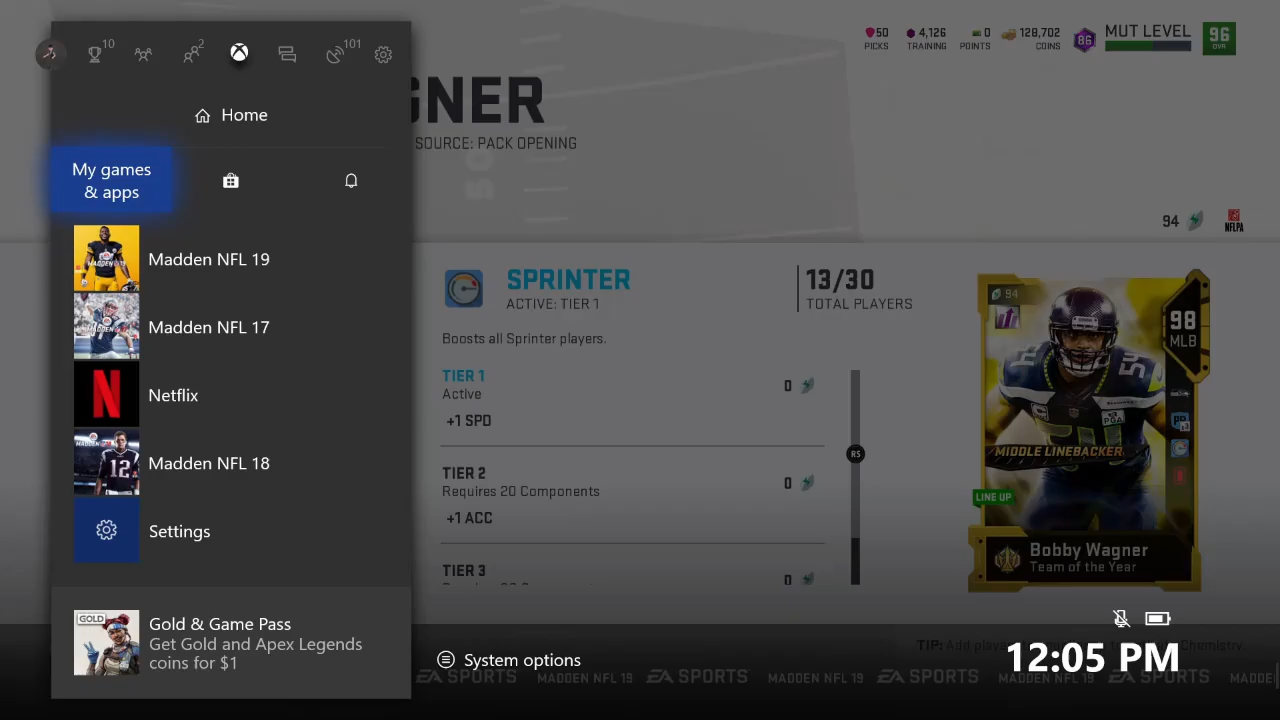 10
2
101
Home
My games
& apps
Madden NFL 19
Madden NFL 17
Netflix
Madden NFL 18
Settings
GOLD
Gold & Game Pass
Get Gold and Apex Legends
coins for $1
GNER
SOURCE: PACK OPENING
50
PICKS
4,126
TRAINING
0
POINTS
128,702
COINS
86
MUT LEVEL
96
OVR
94
NFLPA
SPRINTER
ACTIVE: TIER 1
13/30
TOTAL PLAYERS
Boosts all Sprinter players.
TIER 1
0
Active
+1 SPD
RS
TIER 2
0
Requires 20 Components
+1 ACC
TIER 3
0
94
98
MLB
MIDDLE LINEBACKER
LINE UP
Bobby Wagner
Team of the Year
System options
12:05 PM
EA SPORTS MADDEN NFL 19 EA SPORTS MADDEN NFL 19 EA SPORTS MADDEN NFL 19 EA SPORTS MADDE